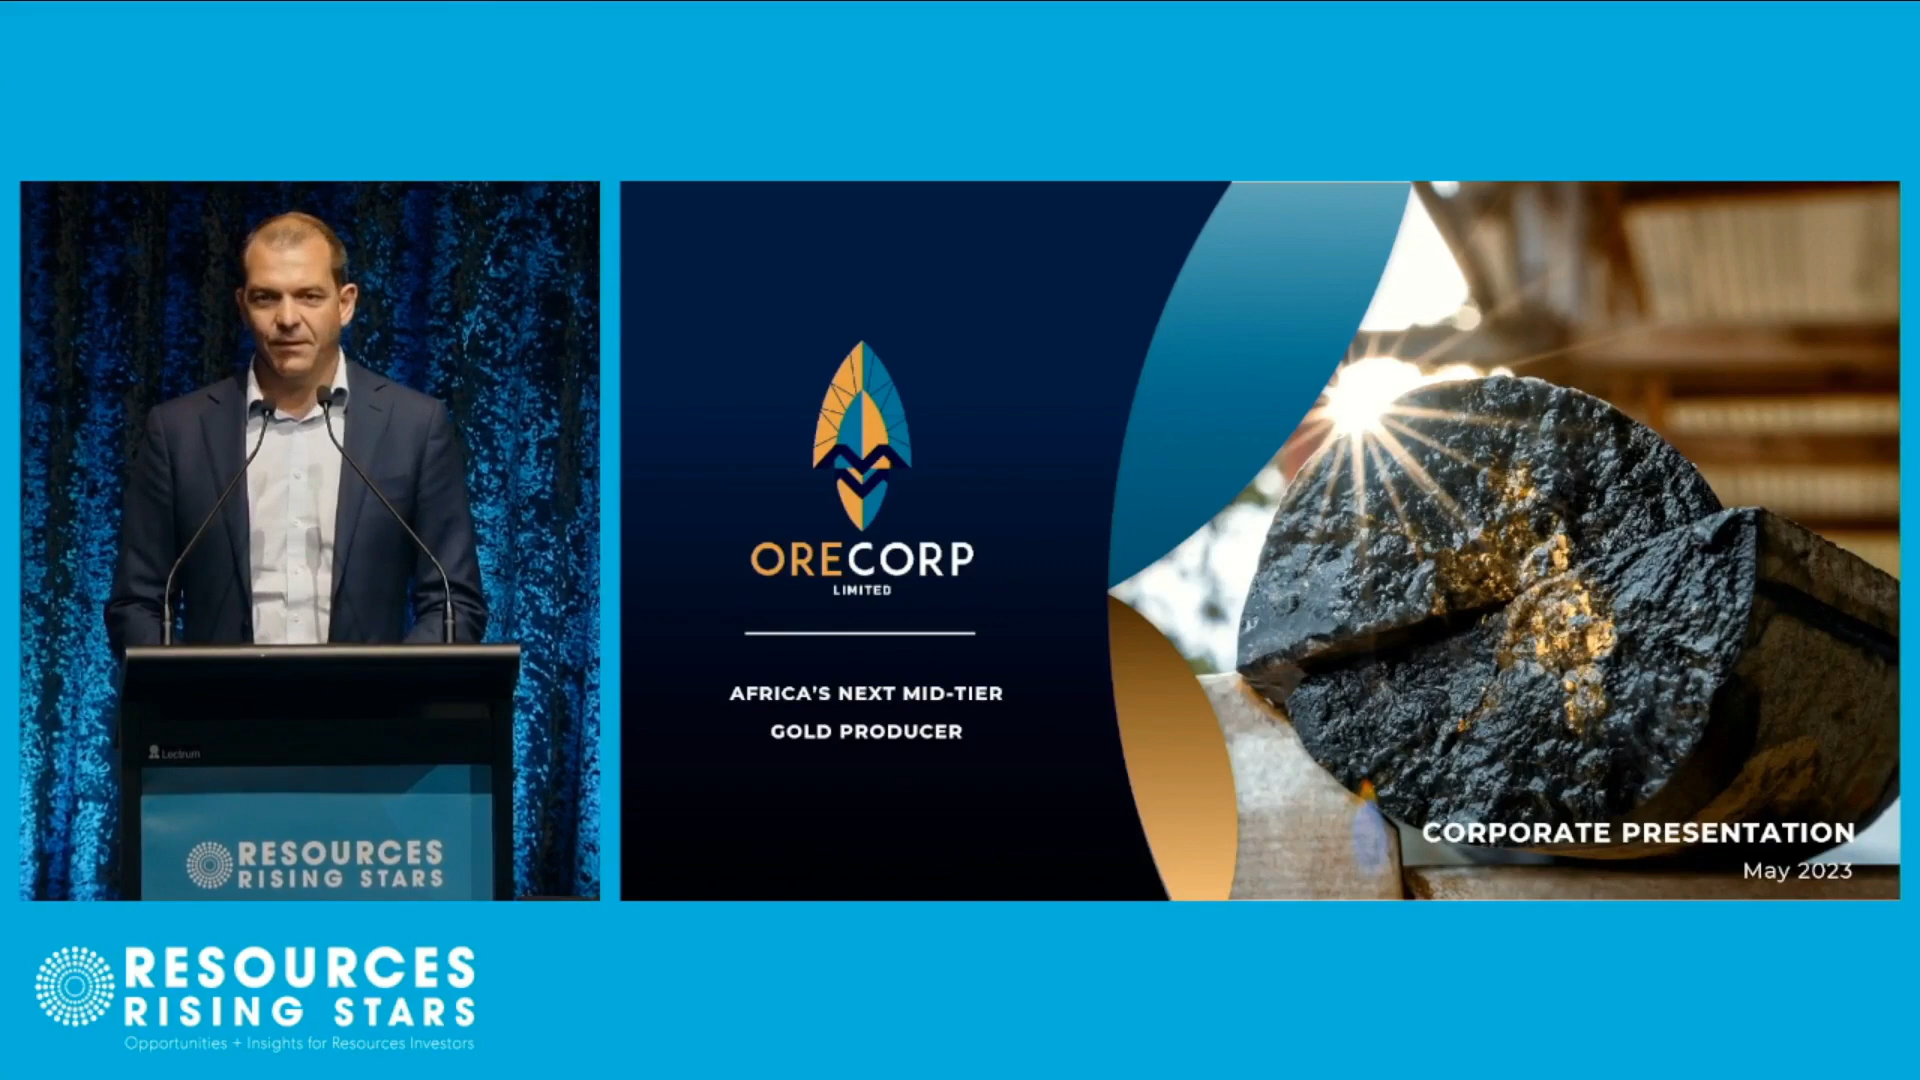 ORECORP
LIMITED
AFRICA'S NEXT MID-TIER
GOLD PRODUCER
CORPORATE PRESENTATION
May 2023
Lectrum
RESOURCES
RISING STARS
RESOURCES
RISING STARS
Opportunities + Insights for Resources Investors